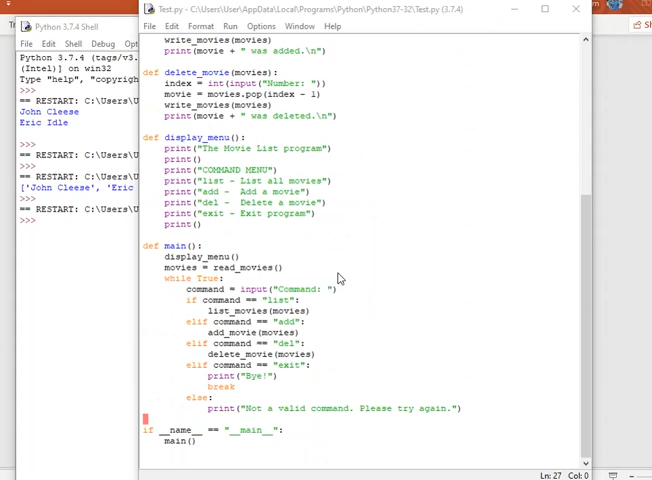 Python 3.7.4 Shell
File Edit Shell Debug
Python 3.7.4 (tags/v3.
(Intel)] on win32
Type "help", "copyrigh
>>>
== RESTART: C:\Users\U
John Cleese
Eric Idle
>>>
== RESTART: C:\Users\U
>>>
== RESTART: C:\Users\U
['John Cleese', 'Eric
>>>
== RESTART: C:\Users\U
>>>
Test.py - C:\Users\User\AppData\Local\Programs\Python\Python37-32\Test.py (3.7.4)
File Edit Format Run Options Window Help
write_movies(movies)
print(movie + " was added.\n")
def delete_movie(movies):
index = int(input("Number: "))
movie = movies.pop(index - 1)
write_movies(movies)
print(movie + " was deleted.\n")
def display_menu():
print("The Movie List program")
print()
print("COMMAND MENU")
print("list - List all movies")
print("add - Add a movie")
print("del - Delete a movie")
print("exit - Exit program")
print()
def main():
display_menu()
movies = read_movies()
while True:
command = input("Command: ")
if command == "list":
list_movies(movies)
elif command == "add":
add_movie(movies)
elif command == "del":
delete_movie(movies)
elif command == "exit":
print("Bye!")
break
else:
print("Not a valid command. Please try again.")
if __name__ == "__main__":
main()
Ln: 27 Col: 0